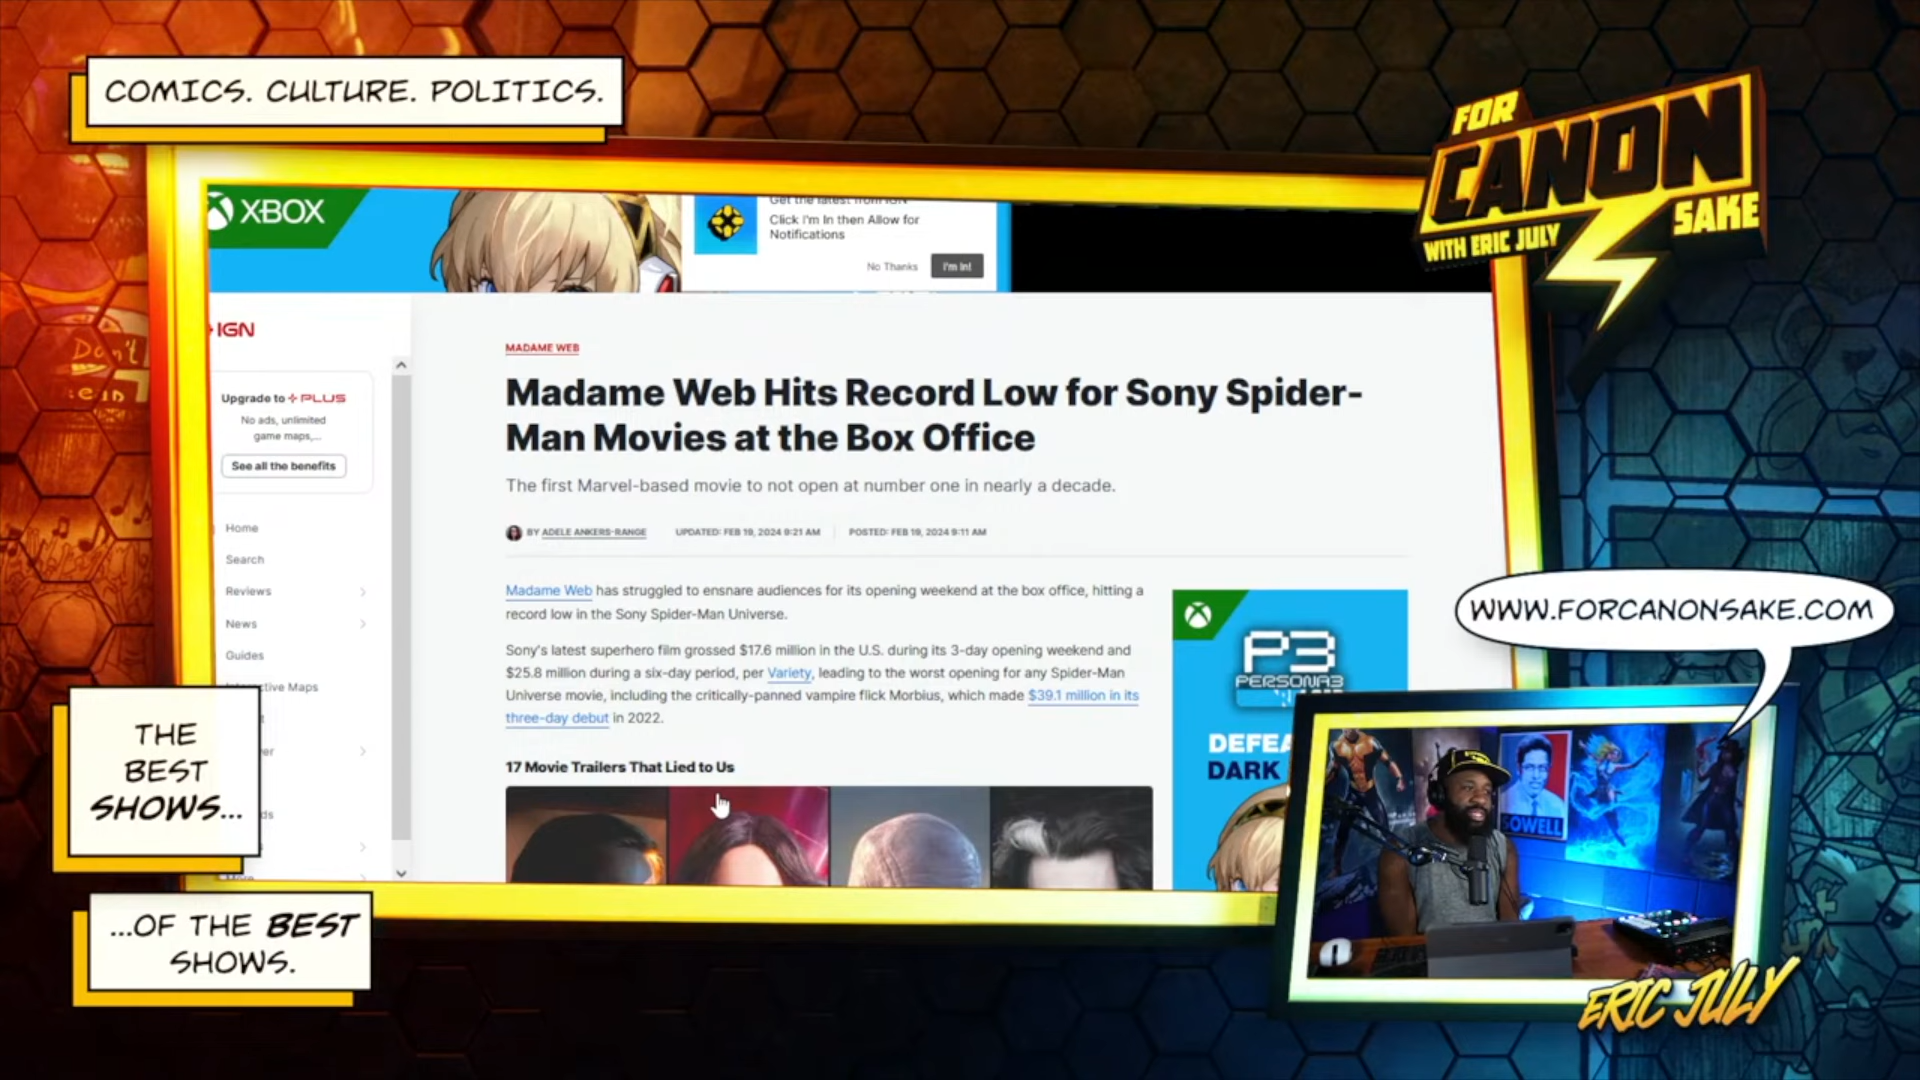 COMICS. CULTURE. POLITICS.
FOR
CANON
SAKE
WITH ERIC JULY
XBOX
Get the latest from IGN
Click I'm In then Allow for
Notifications
No Thanks
I'm In!
IGN
Upgrade to PLUS
No ads, unlimited
game maps,...
See all the benefits
Home
Search
Reviews
News
Guides
MADAME WEB
Madame Web Hits Record Low for Sony Spider-
Man Movies at the Box Office
The first Marvel-based movie to not open at number one in nearly a decade.
BY ADELE ANKERS-RANGE UPDATED: FEB 19, 2024 9:21 AM POSTED: FEB 19, 2024 9:11 AM
Madame Web has struggled to ensnare audiences for its opening weekend at the box office, hitting a
record low in the Sony Spider-Man Universe.
Sony's latest superhero film grossed $17.6 million in the U.S. during its 3-day opening weekend and
$25.8 million during a six-day period, per Variety, leading to the worst opening for any Spider-Man
Universe movie, including the critically-panned vampire flick Morbius, which made $39.1 million in its
three-day debut in 2022.
17 Movie Trailers That Lied to Us
P3
PERSONA3
DARK
WWW.FORCANONSAKE.COM
SOWELL
THE
BEST
SHOWS...
...OF THE BEST
SHOWS.
ERIC JULY